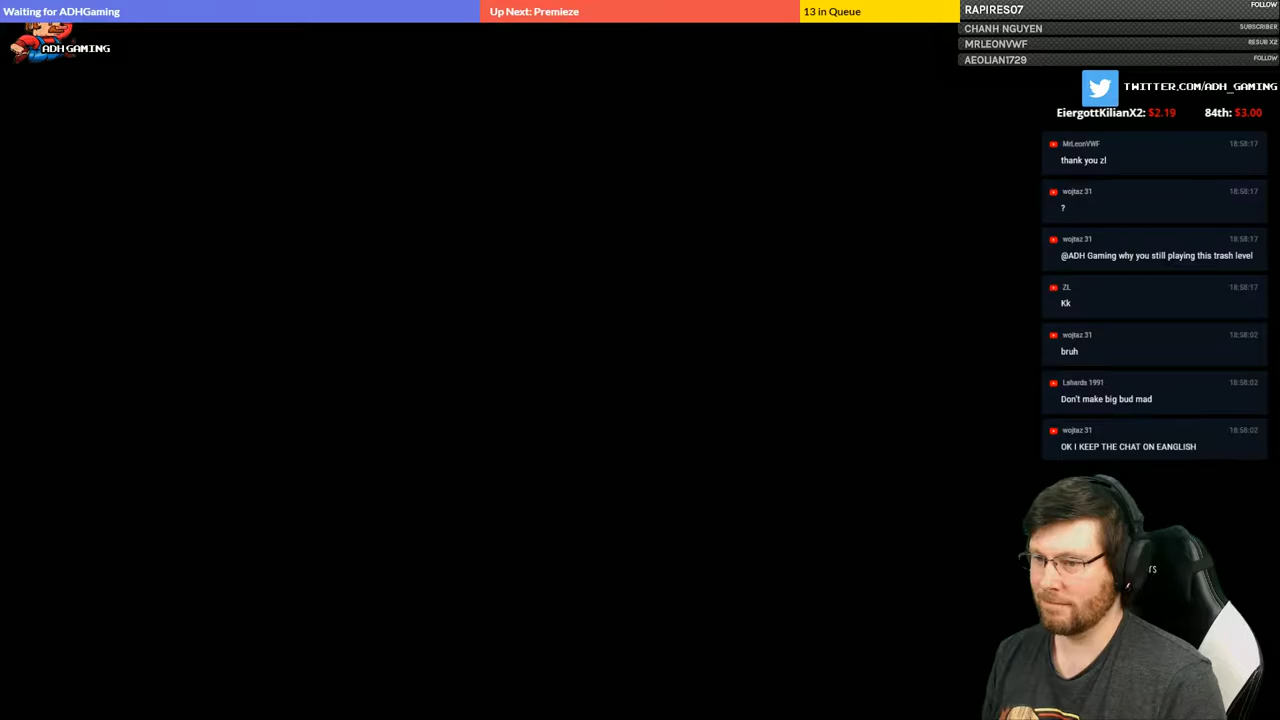 Waiting for ADHGaming
Up Next: Premieze
13 in Queue
RAPIRES07
FOLLOW
CHANH NGUYEN
SUBSCRIBER
MRLEONVWF
RESUB X2
AEOLIAN1729
FOLLOW
ADH GAMING
TWITTER.COM/ADH_GAMING
EiergottKilianX2: $2.19
84th: $3.00
MrLeonVWF
18:58:17
thank you zl
wojtaz 31
18:58:17
?
wojtaz 31
18:58:17
@ADH Gaming why you still playing this trash level
ZL
18:58:17
Kk
wojtaz 31
18:58:02
bruh
Lshards 1991
18:58:02
Don't make big bud mad
wojtaz 31
18:58:02
OK I KEEP THE CHAT ON EANGLISH